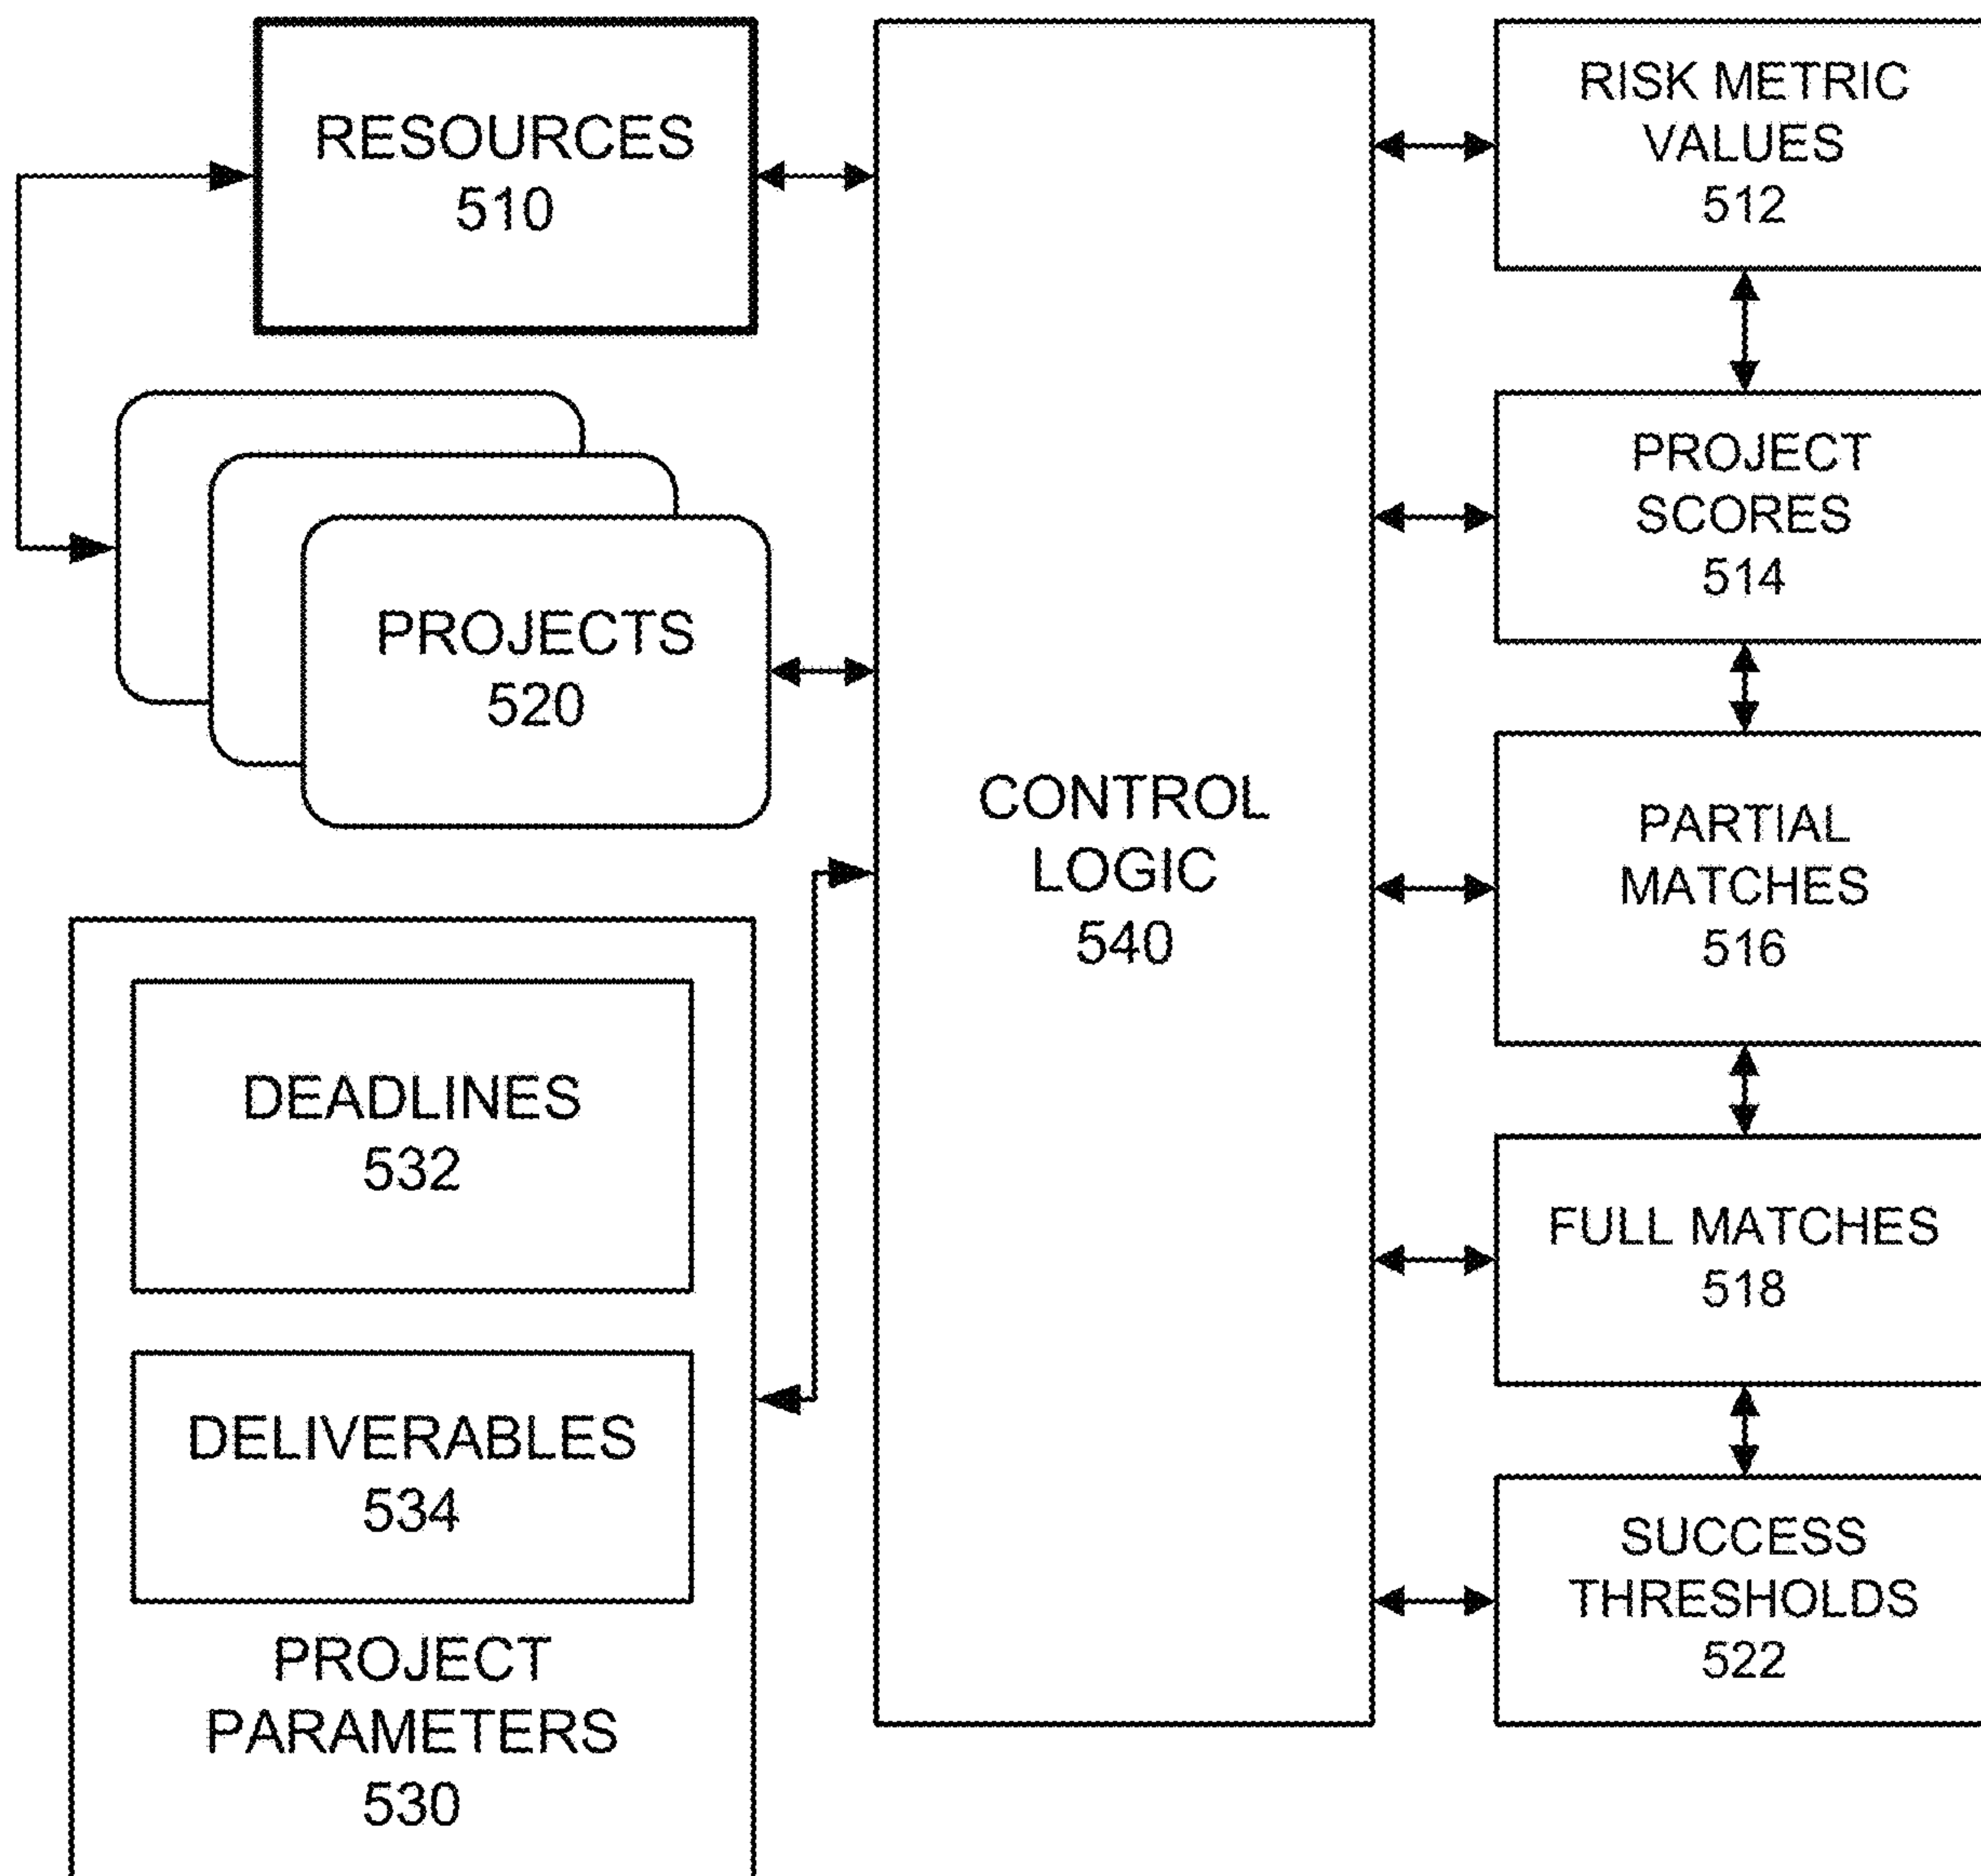 RESOURCES
510
PROJECTS
520
DEADLINES
532
DELIVERABLES
534
PROJECT
PARAMETERS
530
CONTROL
LOGIC
540
RISK METRIC
VALUES
512
PROJECT
SCORES
514
PARTIAL
MATCHES
516
FULL MATCHES
518
SUCCESS
THRESHOLDS
522